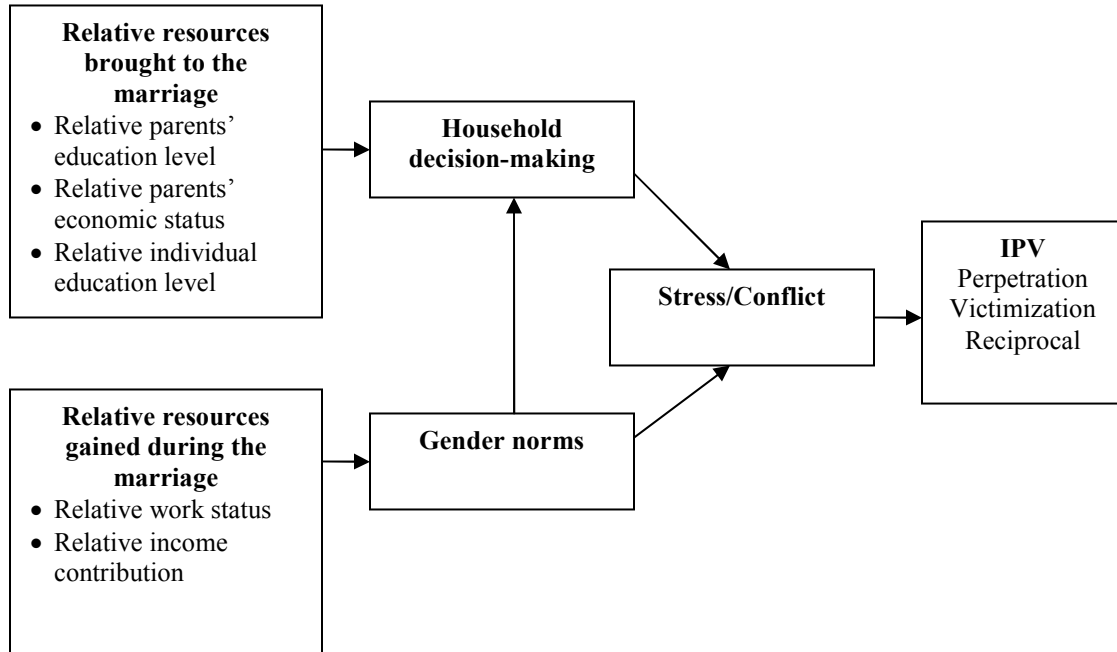 Relative resources
brought to the
marriage
• Relative parents’
education level
• Relative parents’
economic status
• Relative individual
education level
Household
decision-making
Stress/Conflict
IPV
Perpetration
Victimization
Reciprocal
Relative resources
gained during the
marriage
• Relative work status
• Relative income
contribution
Gender norms